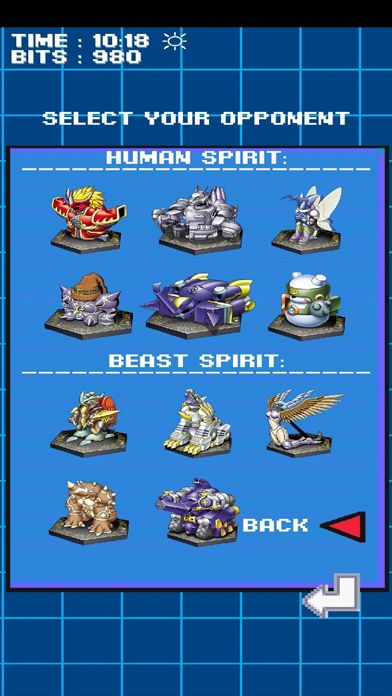 TIME : 10:18
BITS : 980
SELECT YOUR OPPONENT
HUMAN SPIRIT:
BEAST SPIRIT:
BACK